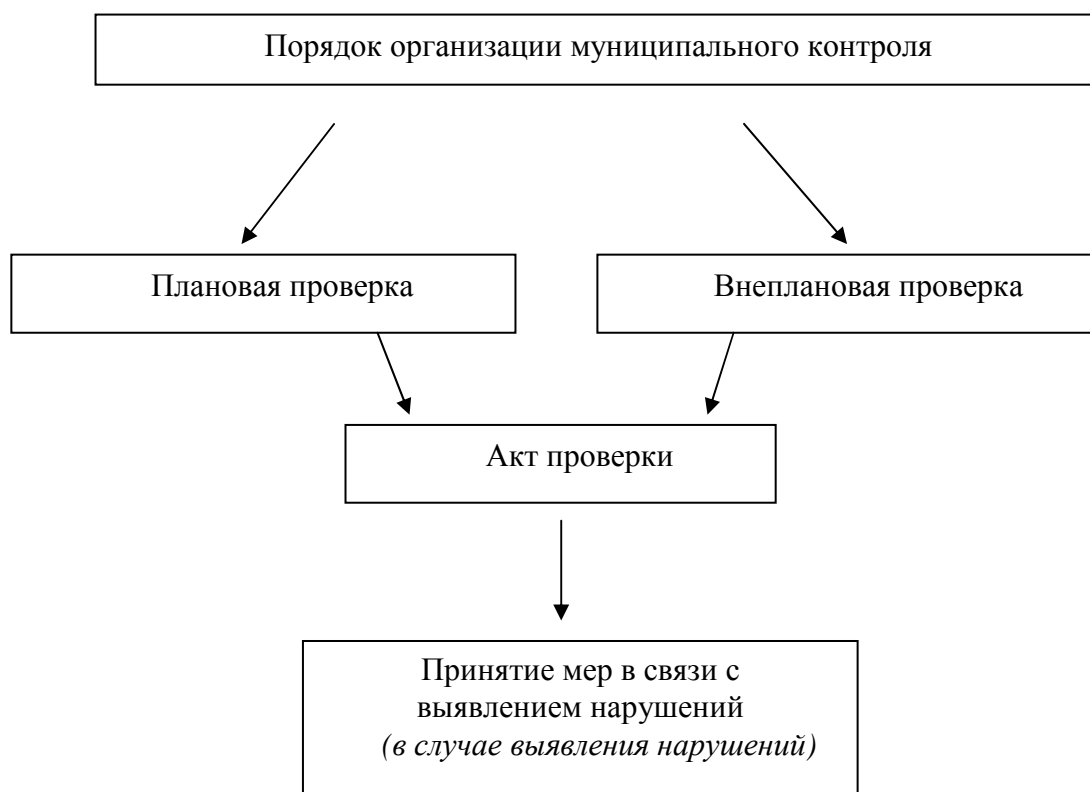 Порядок организации муниципального контроля
Плановая проверка
Внеплановая проверка
Акт проверки
Принятие мер в связи с
выявлением нарушений
(в случае выявления нарушений)